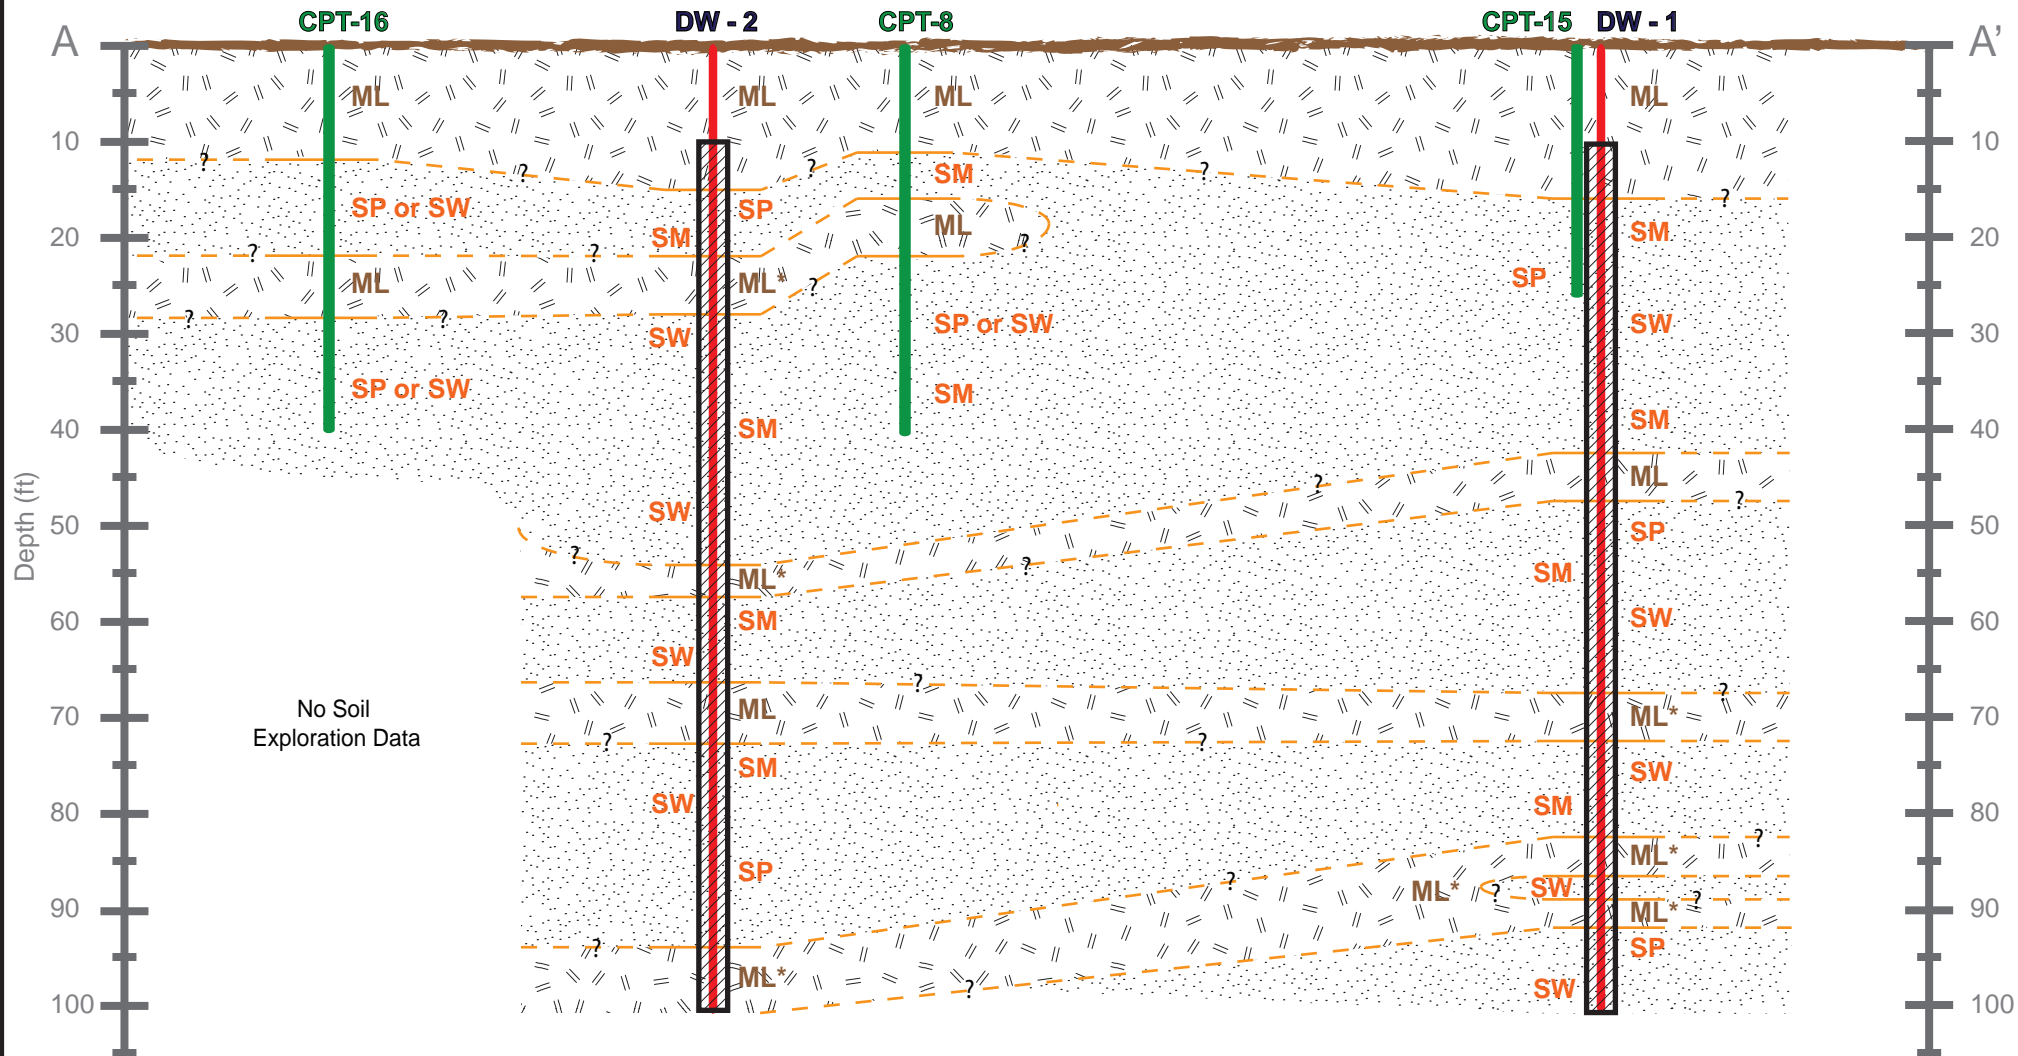 CPT-16 DW - 2 CPT-8 CPT-15 DW - 1
A A’
ML ML ML ML
10 10
? ? ? ? ?
SM
SP or SW SP
ML
SM SM
20 20
? ? ?
ML ML* ? SP
? ? SP or SW SW
30 SW 30
SP or SW SM
SM
40 SM 40
? ML
Depth (ft)
SW ?
50 SP 50
? ?
ML* SM
60 SM SW 60
SW
? ?
70 No Soil ML ML* 70
Exploration Data
? ?
SM SW
80 SW SM 80
?
ML*
SP ?
ML* ? SW ?
90 ML* 90
? SP
ML* ? SW
100 100